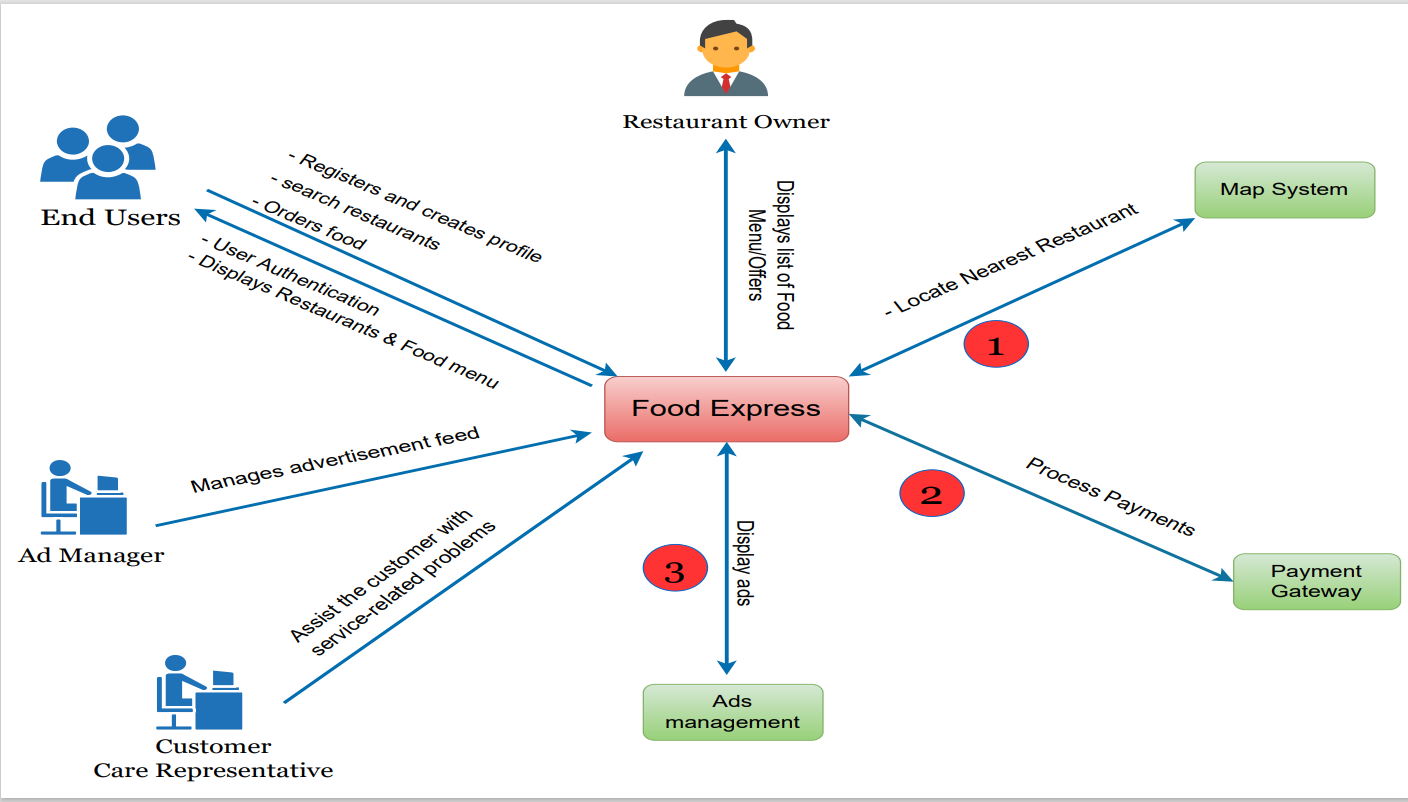 Restaurant Owner
End Users
- Registers and creates profile
- search restaurants
- Orders food
- User Authentication
- Displays Restaurants & Food menu
Displays list of Food
Menu/Offers
Map System
- Locate Nearest Restaurant
1
Food Express
Manages advertisement feed
Ad Manager
2
Process Payments
Payment
Gateway
Assist the customer with
service-related problems
3
Display ads
Ads
management
Customer
Care Representative